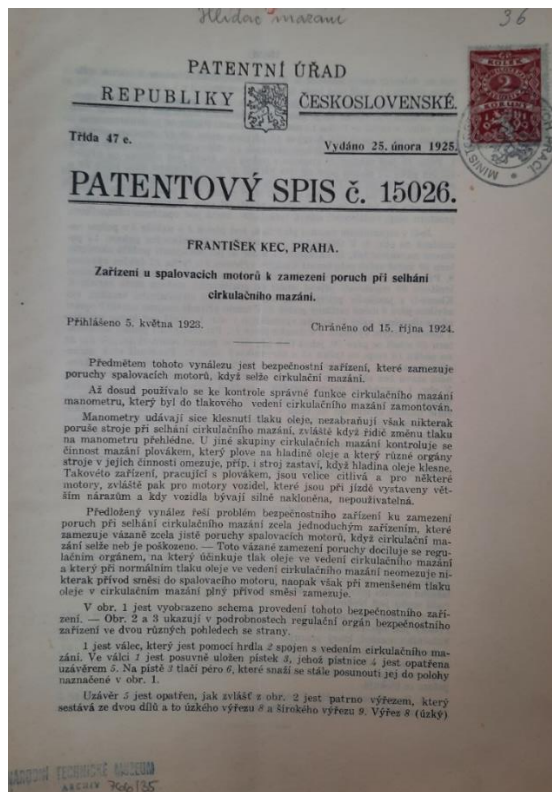 Hlídač mazání 36
PATENTNÍ ÚŘAD
REPUBLIKY ČESKOSLOVENSKÉ.
KOLEK
2
KORUNY
Třída 47 e.
Vydáno 25. února 1925.
PATENTOVÝ SPIS č. 15026.
FRANTIŠEK KEC, PRAHA.
Zařízení u spalovacích motorů k zamezení poruch při selhání
cirkulačního mazání.
Přihlášeno 5. května 1923.
Chráněno od 15. října 1924.
Předmětem tohoto vynálezu jest bezpečnostní zařízení, které zamezuje
poruchy spalovacích motorů, když selže cirkulační mazání.
Až dosud používalo se ke kontrole správné funkce cirkulačního mazání
manometru, který byl do tlakového vedení cirkulačního mazání zamontován.
Manometry udávají sice klesnutí tlaku oleje, nezabraňují však nikterak
poruše stroje při selhání cirkulačního mazání, zvláště když řidič změnu tlaku
na manometru přehlédne. U jiné skupiny cirkulačních mazání kontroluje se
činnost mazání plovákem, který plove na hladině oleje a který různé orgány
stroje v jejich činnosti omezuje, příp. i stroj zastaví, když hladina oleje klesne.
Takovéto zařízení, pracující s plovákem, jsou velice citlivá a pro některé
motory, zvláště pak pro motory vozidel, které jsou při jízdě vystaveny vět-
ším nárazům a kdy vozidla bývají silně nakloněna, nepoužívatelná.
Předložený vynález řeší problém bezpečnostního zařízení ku zamezení
poruch při selhání cirkulačního mazání zcela jednoduchým zařízením, které
zamezuje vázaně zcela jistě poruchy spalovacích motorů, když cirkulační ma-
zání selže neb je poškozeno. — Toto vázané zamezení poruchy dociluje se regu-
lačním orgánem, na který účinkuje tlak oleje ve vedení cirkulačního mazání
a který při normálním tlaku oleje ve vedení cirkulačního mazání neomezuje ni-
kterak přívod směsi do spalovacího motoru, naopak však při zmenšeném tlaku
oleje v cirkulačním mazání plný přívod směsi zamezuje.
V obr. 1 jest vyobrazeno schema provedení tohoto bezpečnostního zaří-
zení. — Obr. 2 a 3 ukazují v podrobnostech regulační orgán bezpečnostního
zařízení ve dvou různých pohledech se strany.
1 jest válec, který jest pomocí hrdla 2 spojen s vedením cirkulačního ma-
zání. Ve válci 1 jest posuvně uložen pístek 3, jehož pístnice 4 jest opatřena
uzávěrem 5. Na pístě 3 tlačí péro 6, které snaží se stále posunouti jej do polohy
naznačené v obr. 1.
Uzávěr 5 jest opatřen, jak zvlášť z obr. 2 jest patrno výřezem, který
sestává ze dvou dílů a to úzkého výřezu 8 a širokého výřezu 9. Výřez 8 (úzký)
NÁRODNÍ TECHNICKÉ MUSEUM
ARCHIV 766/35